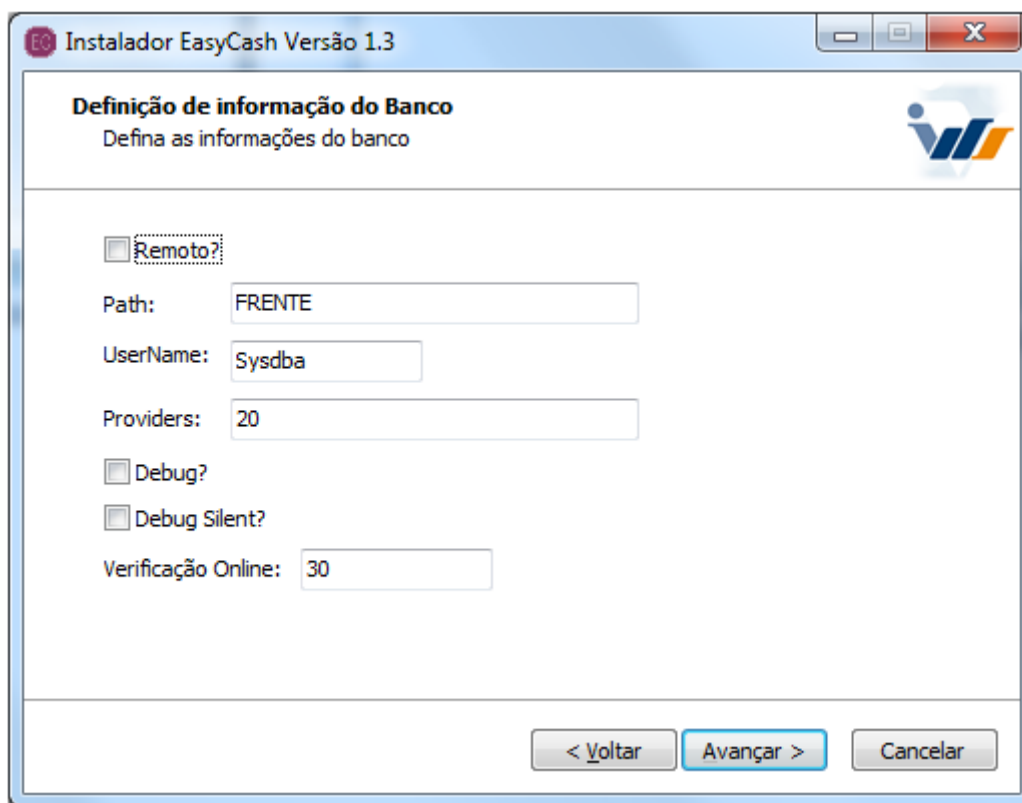 EC Instalador EasyCash Versão 1.3
Definição de informação do Banco
Defina as informações do banco
Remoto?
Path: FRENTE
UserName: Sysdba
Providers: 20
Debug?
Debug Silent?
Verificação Online: 30
< Voltar Avançar > Cancelar